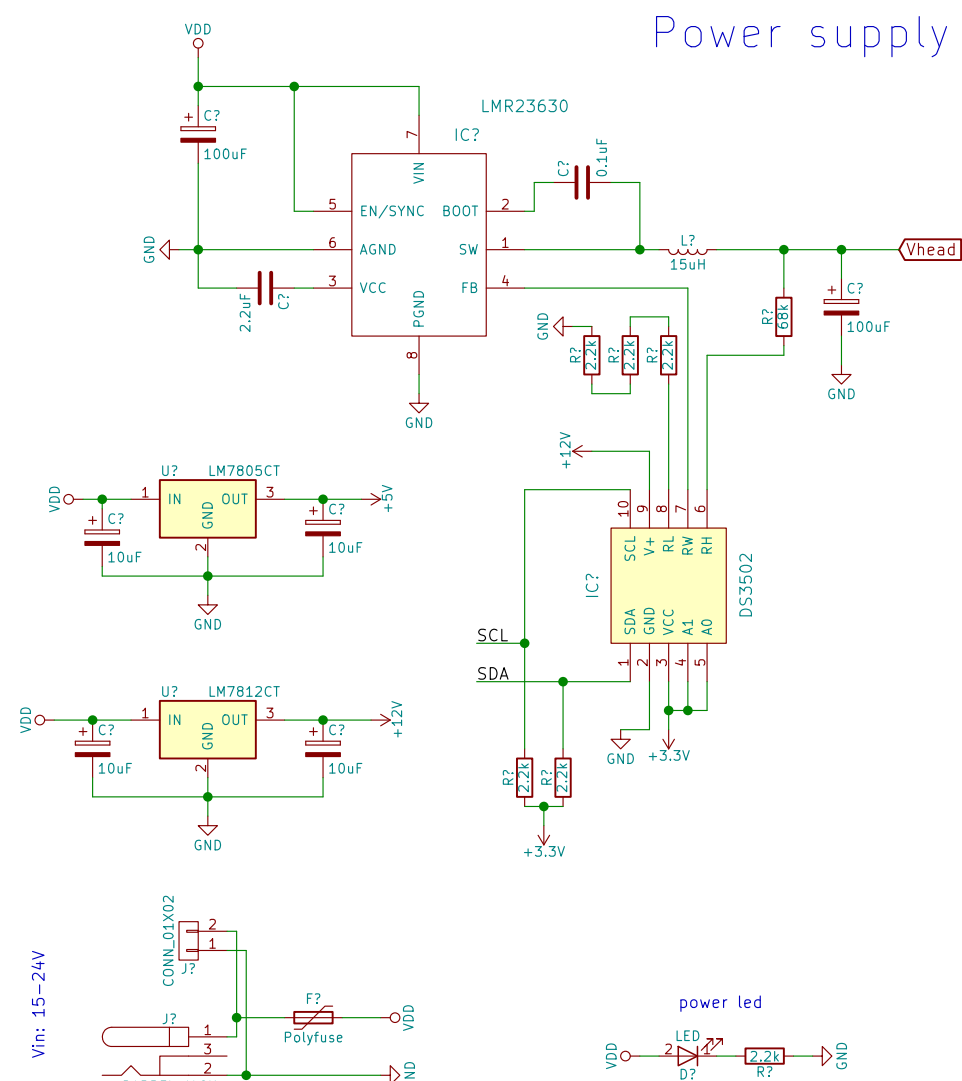 Power supply
VDD
LMR23630
IC?
+ C?
100uF
7
VIN
C?
0.1uF
5 EN/SYNC BOOT 2
GND
6 AGND SW 1
L?
15uH
Vhead
3 VCC FB 4
2.2uF
C?
PGND
8
GND
R?
68k
+ C?
100uF
GND
GND
R?
2.2k
R?
2.2k
R?
2.2k
+12V
U? LM7805CT
VDD
1 IN OUT 3
+5V
GND
2
+ C?
10uF
+ C?
10uF
GND
10 9 8 7 6
SCL V+ RL RW RH
IC?
DS3502
SDA GND VCC A1 A0
1 2 3 4 5
SCL
SDA
GND
+3.3V
R?
2.2k
R?
2.2k
+3.3V
U? LM7812CT
VDD
1 IN OUT 3
+12V
GND
2
+ C?
10uF
+ C?
10uF
GND
Vin: 15-24V
CONN_01X02
2
1
J?
F?
Polyfuse
VDD
J?
1
3
2
power led
LED
VDD
2 1
D?
2.2k
R?
GND